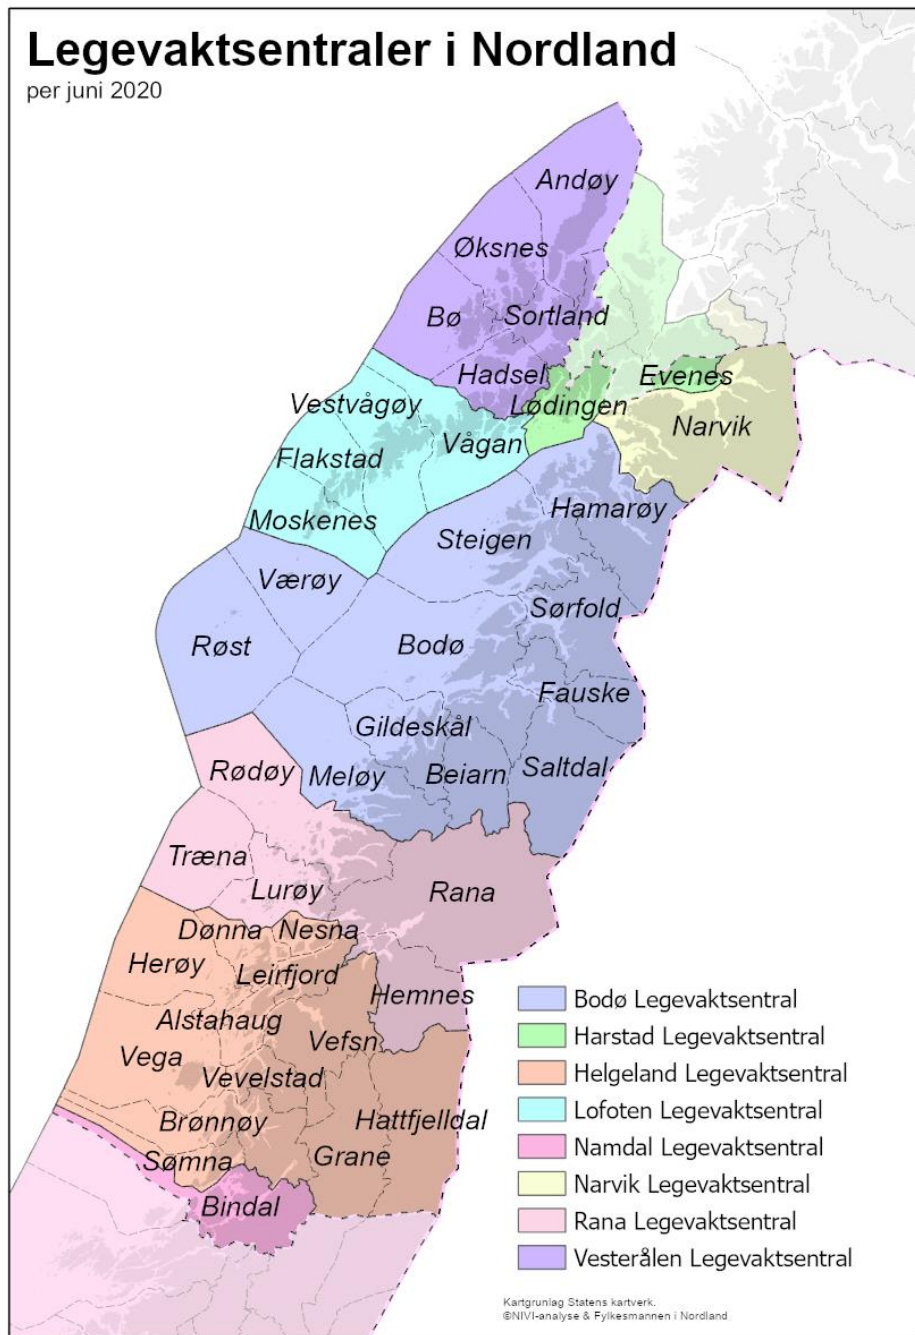 Legevaktsentraler i Nordland
per juni 2020
Andøy
Øksnes
Bø
Sortland
Hadsel
Evenes
Lødingen
Vestvågøy
Narvik
Vågan
Flakstad
Moskenes
Hamarøy
Steigen
Værøy
Sørfold
Røst
Bodø
Fauske
Gildeskål
Meløy
Beiarn
Saltdal
Rødøy
Træna
Lurøy
Rana
Dønna
Nesna
Herøy
Leirfjord
Hemnes
Alstahaug
Vefsn
Vega
Vevelstad
Brønnøy
Hattfjelldal
Sømna
Grane
Bindal
Bodø Legevaktsentral
Harstad Legevaktsentral
Helgeland Legevaktsentral
Lofoten Legevaktsentral
Namdal Legevaktsentral
Narvik Legevaktsentral
Rana Legevaktsentral
Vesterålen Legevaktsentral
Kartgrunlag Statens kartverk.
©NIVI-analyse & Fylkesmannen i Nordland